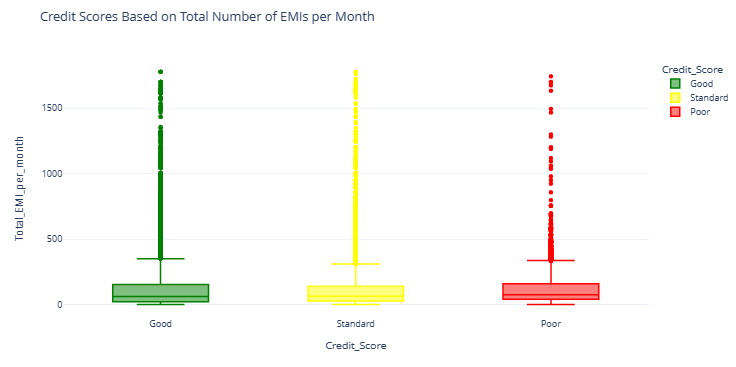 Credit Scores Based on Total Number of EMIs per Month
Credit_Score
Good
Standard
Poor
Total_EMI_per_month
1500
1000
500
0
Good Standard Poor
Credit_Score